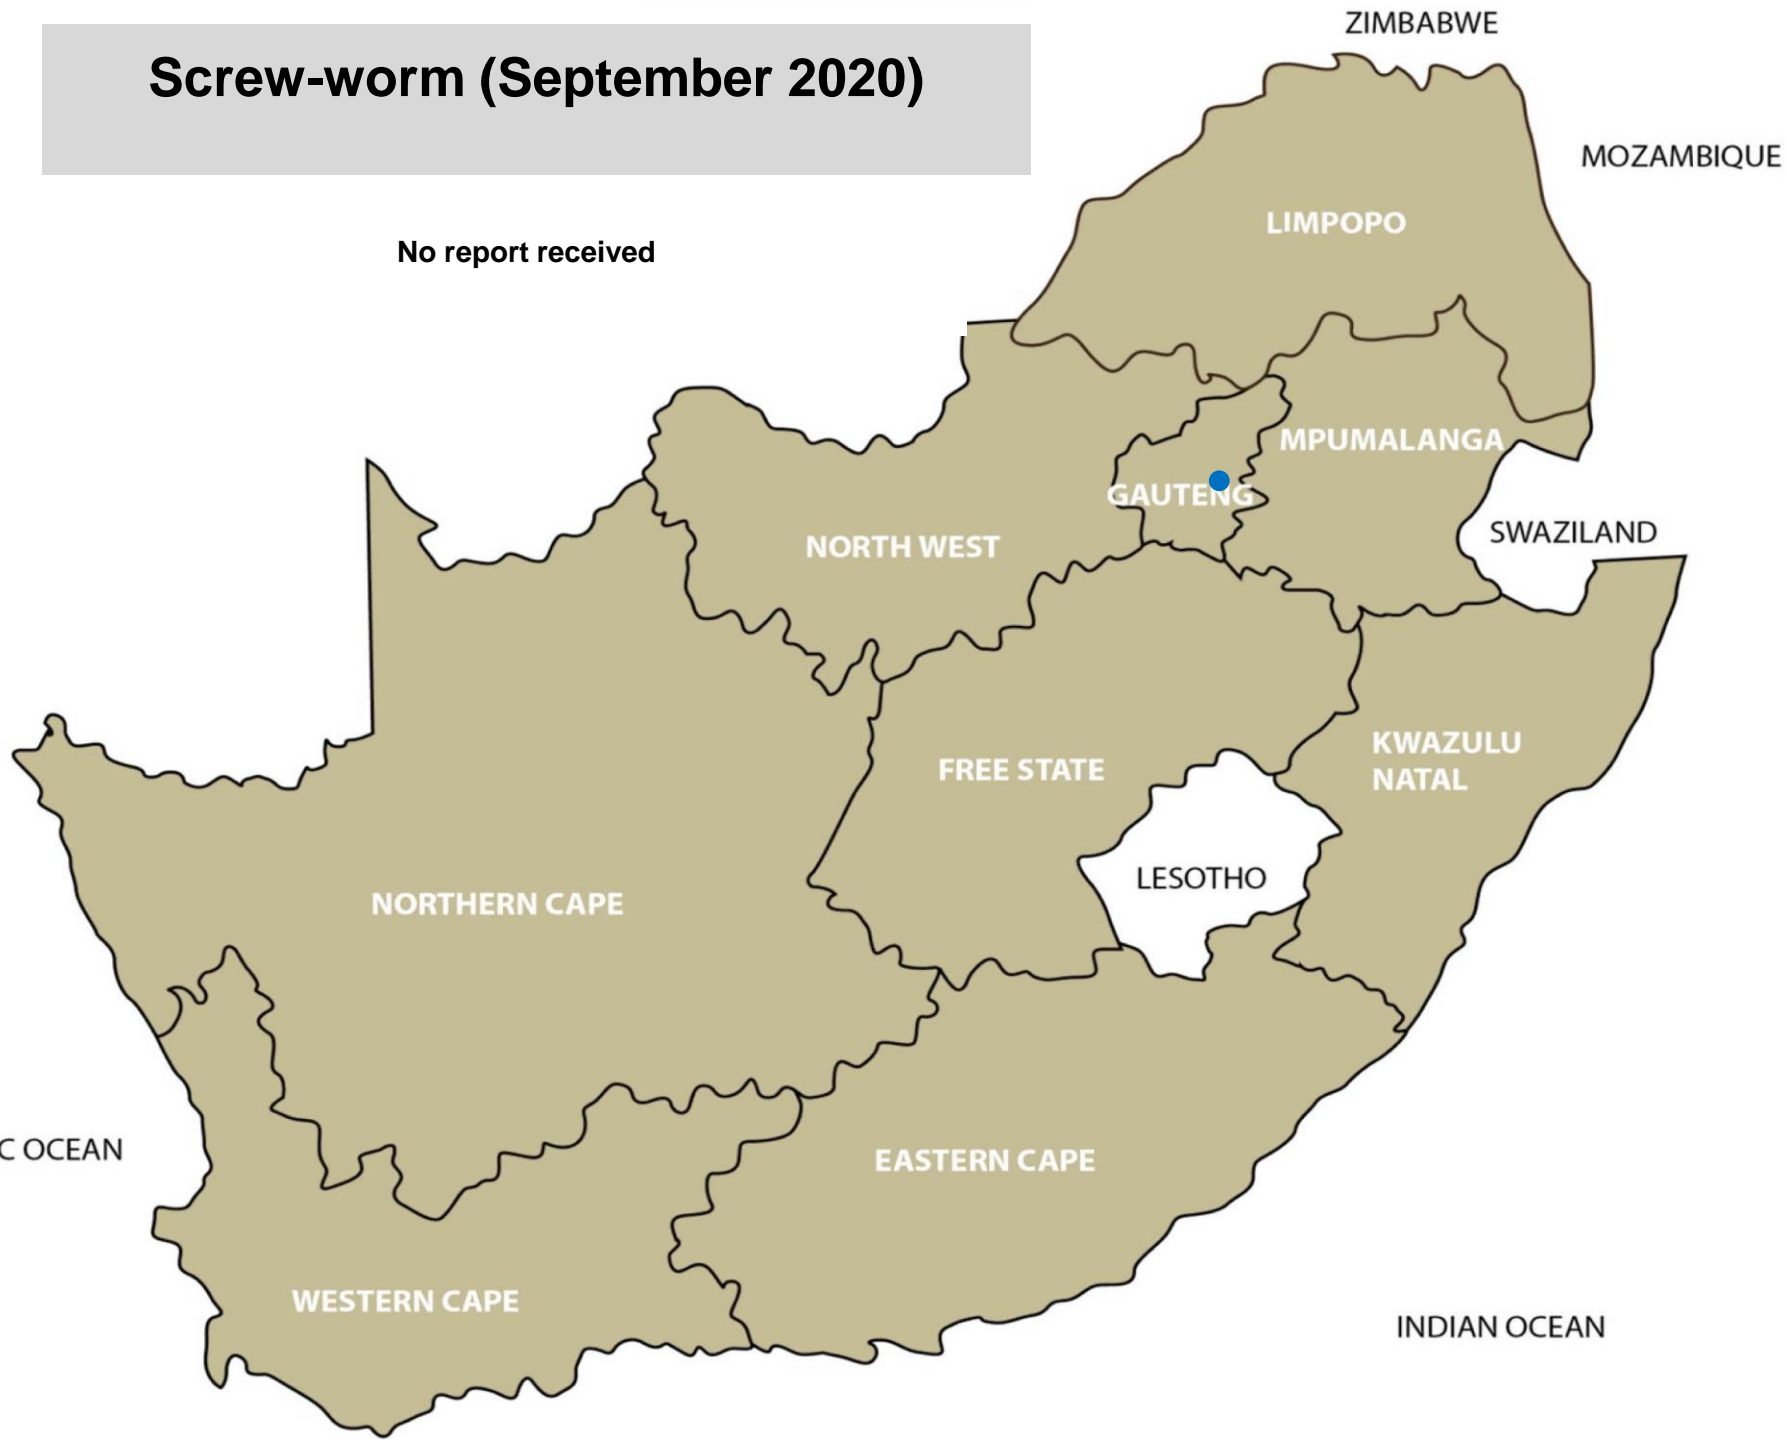 ZIMBABWE
Screw-worm (September 2020)
MOZAMBIQUE
LIMPOPO
No report received
MPUMALANGA
GAUTENG
SWAZILAND
NORTH WEST
KWAZULU
NATAL
FREE STATE
LESOTHO
NORTHERN CAPE
C OCEAN
EASTERN CAPE
WESTERN CAPE
INDIAN OCEAN